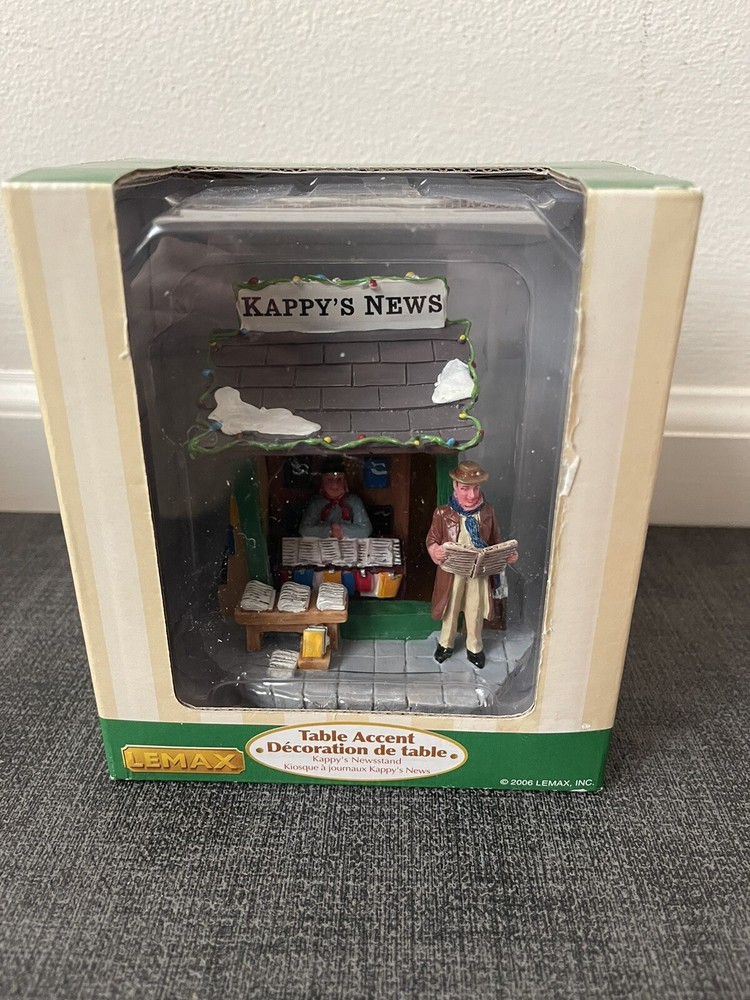 KAPPY'S NEWS
LEMAX
Table Accent
• Décoration de table •
Kappy's Newsstand
Kiosque à journaux Kappy's News
© 2006 LEMAX, INC.